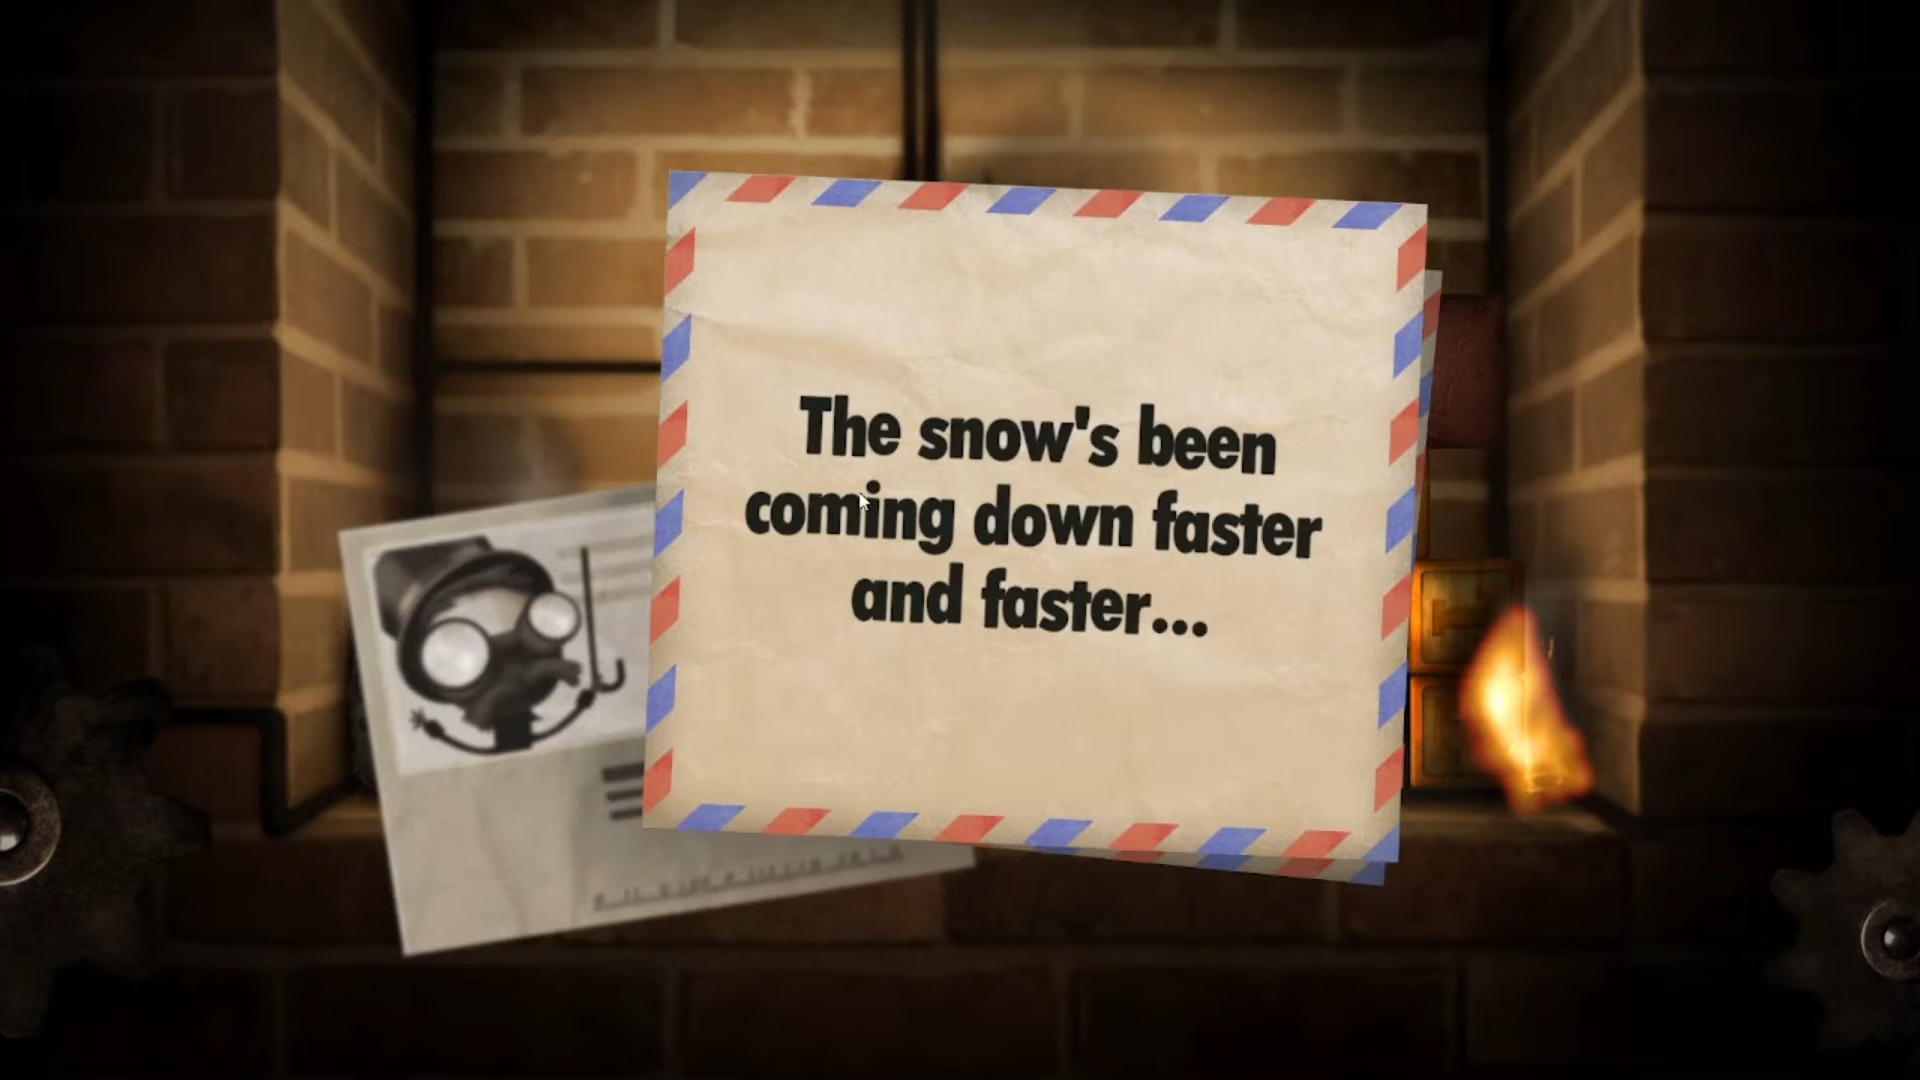 The snow's been
coming down faster
and faster...